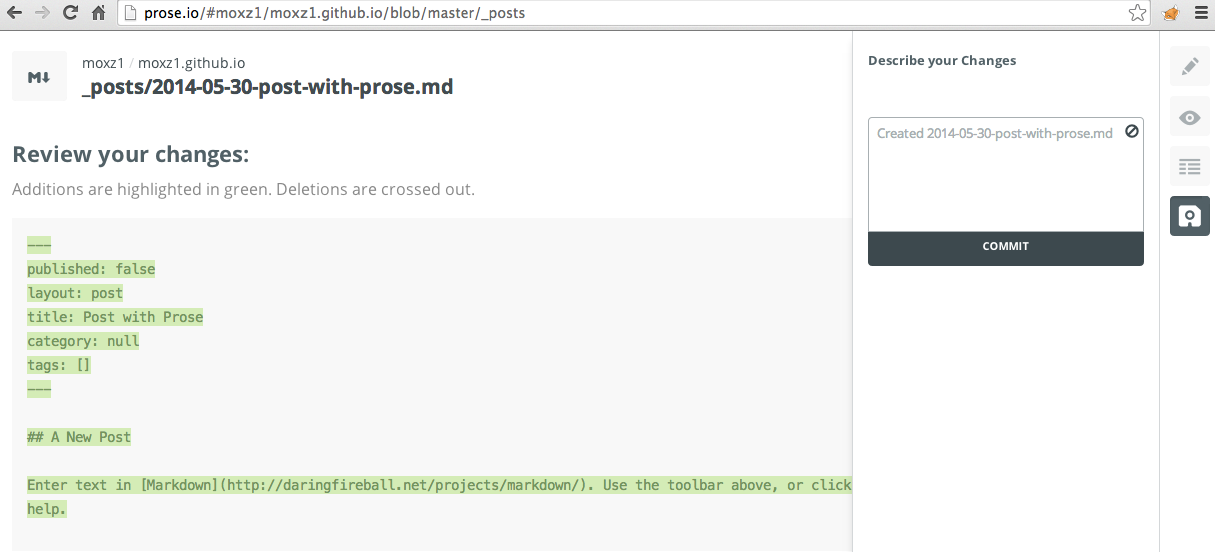 prose.io/#moxz1/moxz1.github.io/blob/master/_posts
M↓
moxz1 / moxz1.github.io
_posts/2014-05-30-post-with-prose.md
Review your changes:
Additions are highlighted in green. Deletions are crossed out.
---
published: false
layout: post
title: Post with Prose
category: null
tags: []
---
## A New Post
Enter text in [Markdown](http://daringfireball.net/projects/markdown/). Use the toolbar above, or click
help.
Describe your Changes
Created 2014-05-30-post-with-prose.md
COMMIT